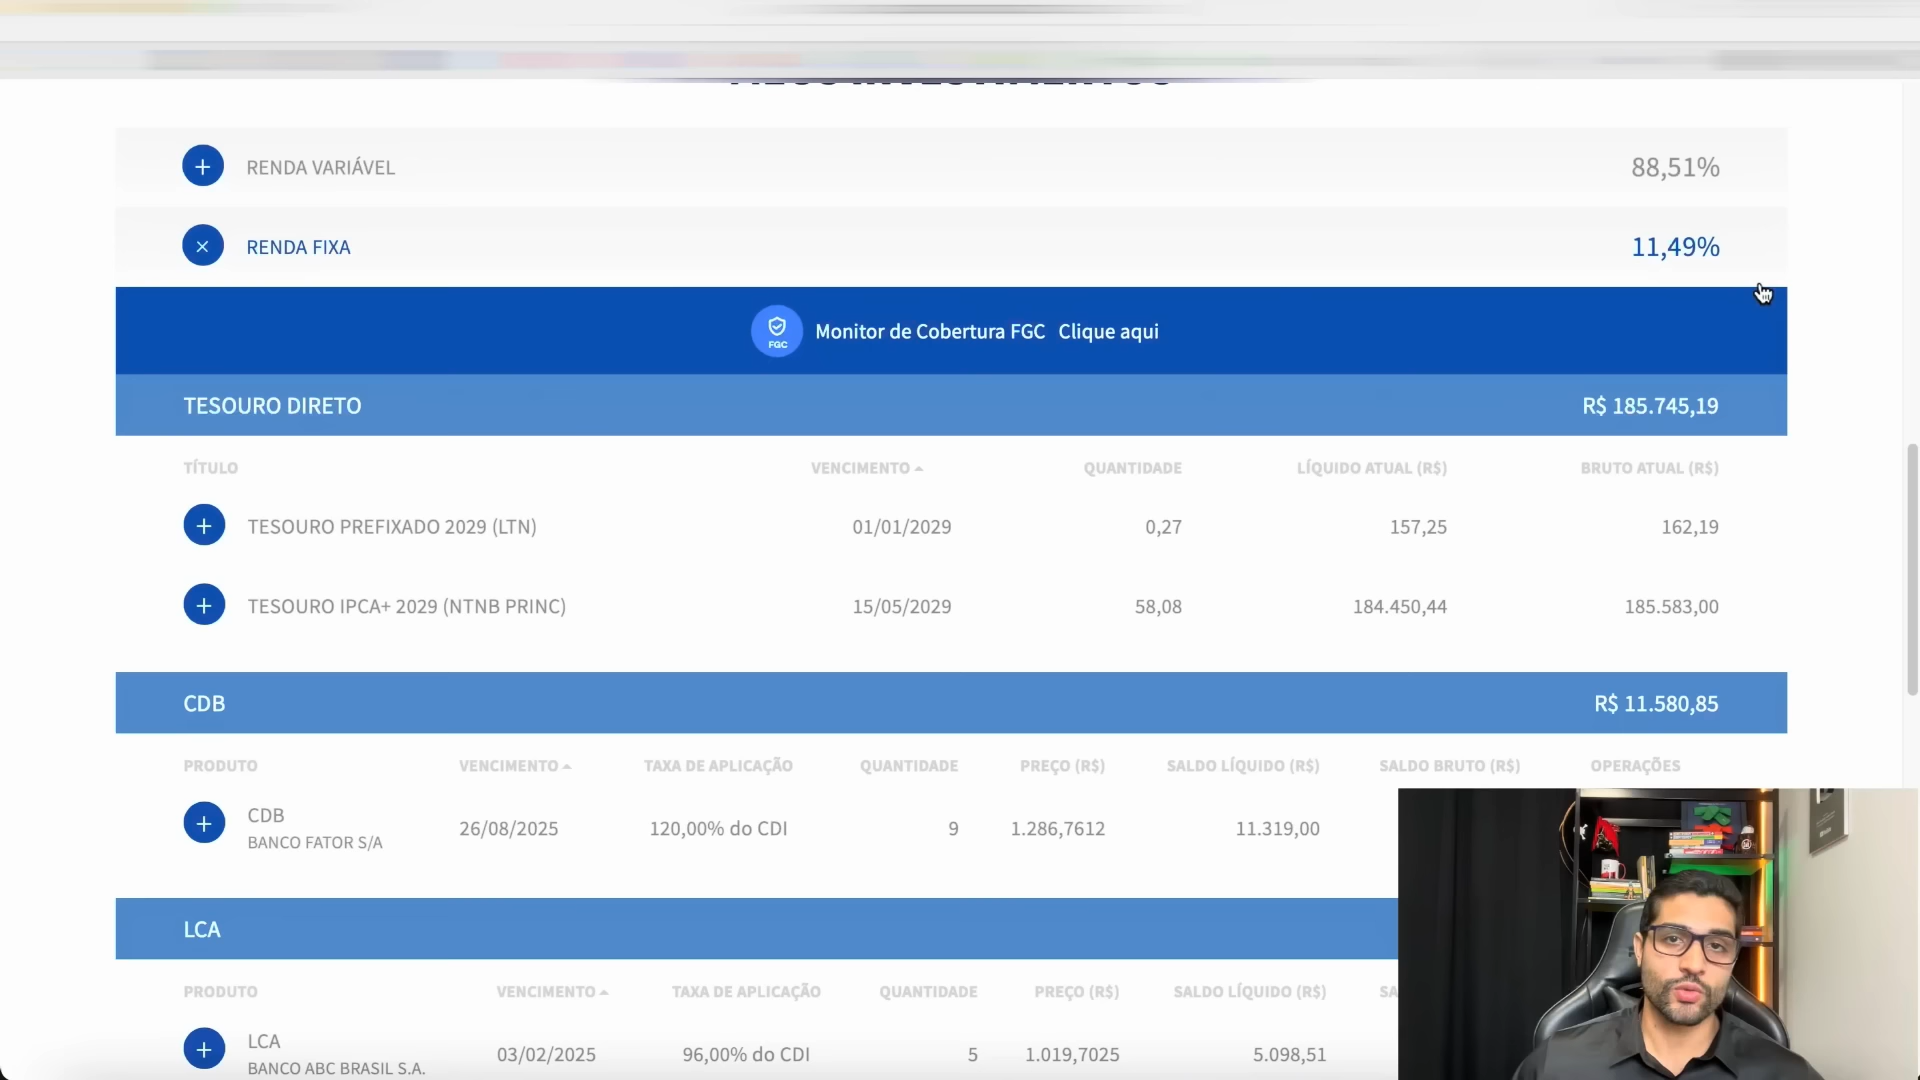 RENDA VARIÁVEL 88,51%
RENDA FIXA 11,49%
FGC Monitor de Cobertura FGC Clique aqui
TESOURO DIRETO R$ 185.745,19
TÍTULO VENCIMENTO QUANTIDADE LÍQUIDO ATUAL (R$) BRUTO ATUAL (R$)
TESOURO PREFIXADO 2029 (LTN) 01/01/2029 0,27 157,25 162,19
TESOURO IPCA+ 2029 (NTNB PRINC) 15/05/2029 58,08 184.450,44 185.583,00
CDB R$ 11.580,85
PRODUTO VENCIMENTO TAXA DE APLICAÇÃO QUANTIDADE PREÇO (R$) SALDO LÍQUIDO (R$) SALDO BRUTO (R$) OPERAÇÕES
CDB
BANCO FATOR S/A 26/08/2025 120,00% do CDI 9 1.286,7612 11.319,00
LCA
PRODUTO VENCIMENTO TAXA DE APLICAÇÃO QUANTIDADE PREÇO (R$) SALDO LÍQUIDO (R$) SA
LCA
BANCO ABC BRASIL S.A. 03/02/2025 96,00% do CDI 5 1.019,7025 5.098,51